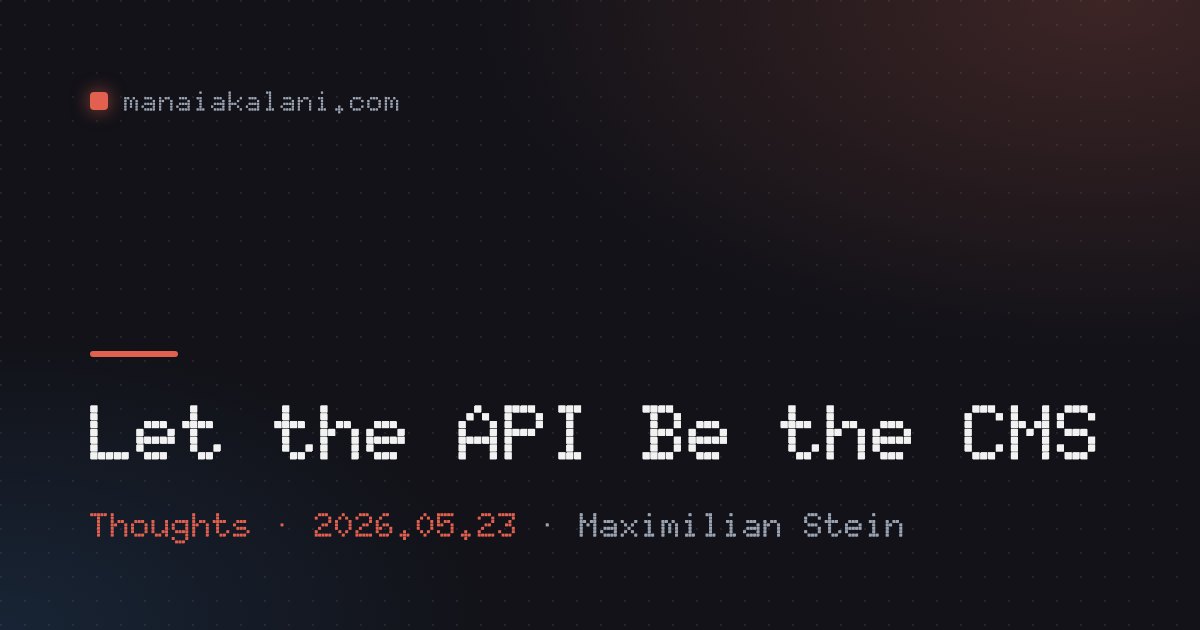 manaiakalani.com
Let the API Be the CMS
Thoughts · 2026.05.23 · Maximilian Stein